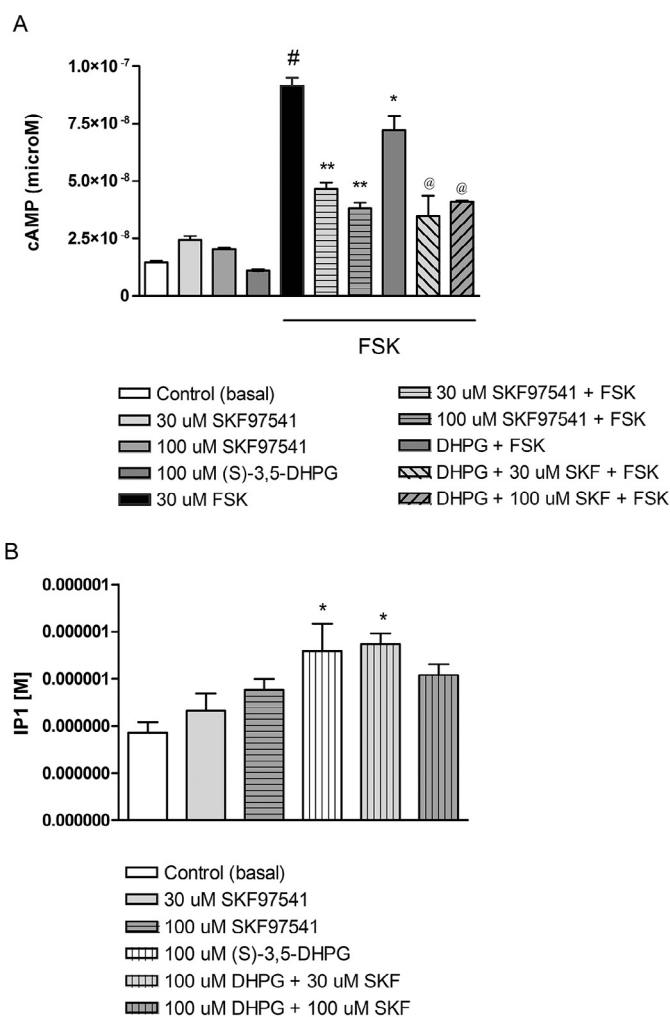 A
#
1.0×10⁻⁷
*
7.5×10⁻⁸
** ** @ @
5.0×10⁻⁸
2.5×10⁻⁸
0
cAMP (microM)
FSK
Control (basal)
30 uM SKF97541
100 uM SKF97541
100 uM (S)-3,5-DHPG
30 uM FSK
30 uM SKF97541 + FSK
100 uM SKF97541 + FSK
DHPG + FSK
DHPG + 30 uM SKF + FSK
DHPG + 100 uM SKF + FSK
B
0.000001
0.000001
* *
0.000001
0.000000
0.000000
0.000000
IP1 [M]
Control (basal)
30 uM SKF97541
100 uM SKF97541
100 uM (S)-3,5-DHPG
100 uM DHPG + 30 uM SKF
100 uM DHPG + 100 uM SKF